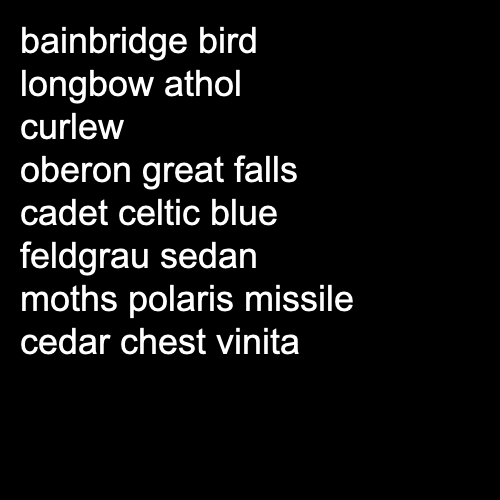 bainbridge bird
longbow athol
curlew
oberon great falls
cadet celtic blue
feldgrau sedan
moths polaris missile
cedar chest vinita